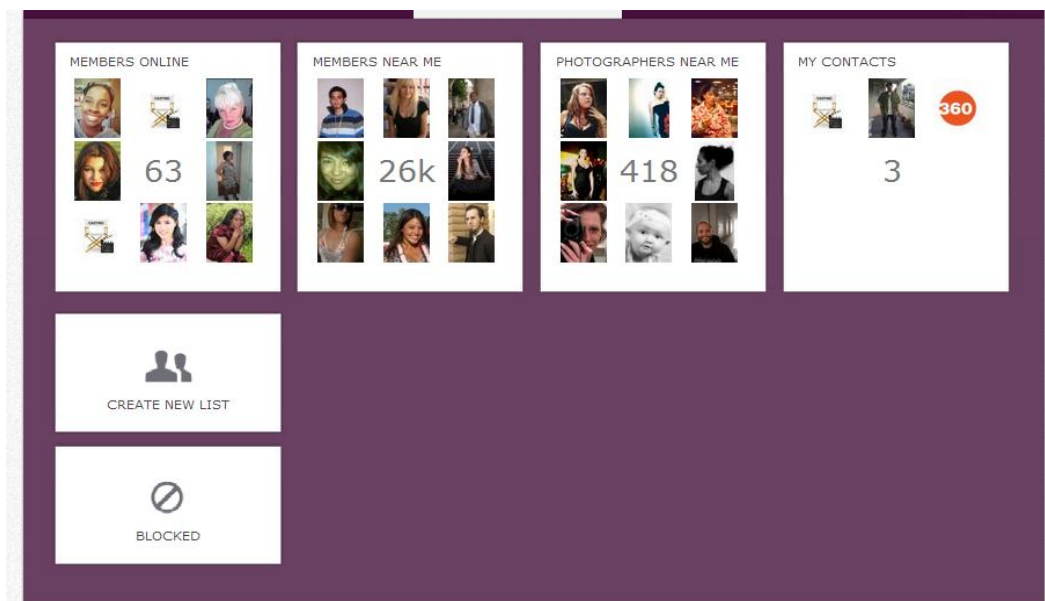 MEMBERS ONLINE
63
MEMBERS NEAR ME
26k
PHOTOGRAPHERS NEAR ME
418
MY CONTACTS
360
3
CREATE NEW LIST
BLOCKED